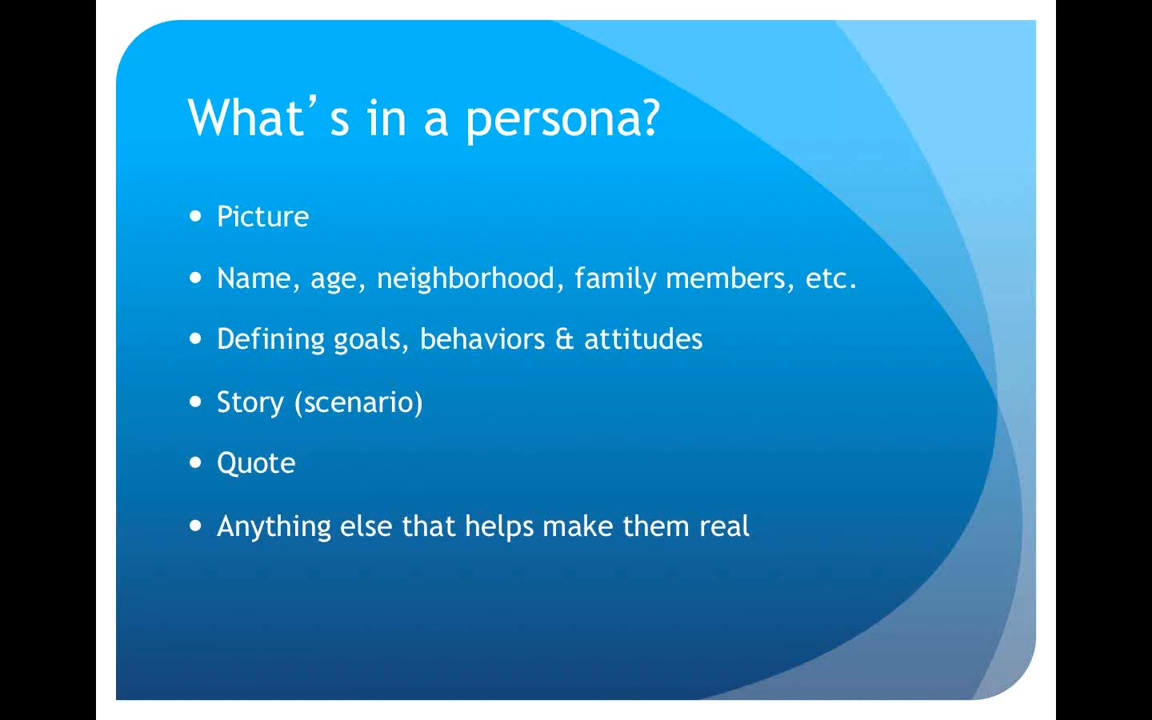 What’s in a persona?
• Picture
• Name, age, neighborhood, family members, etc.
• Defining goals, behaviors & attitudes
• Story (scenario)
• Quote
• Anything else that helps make them real